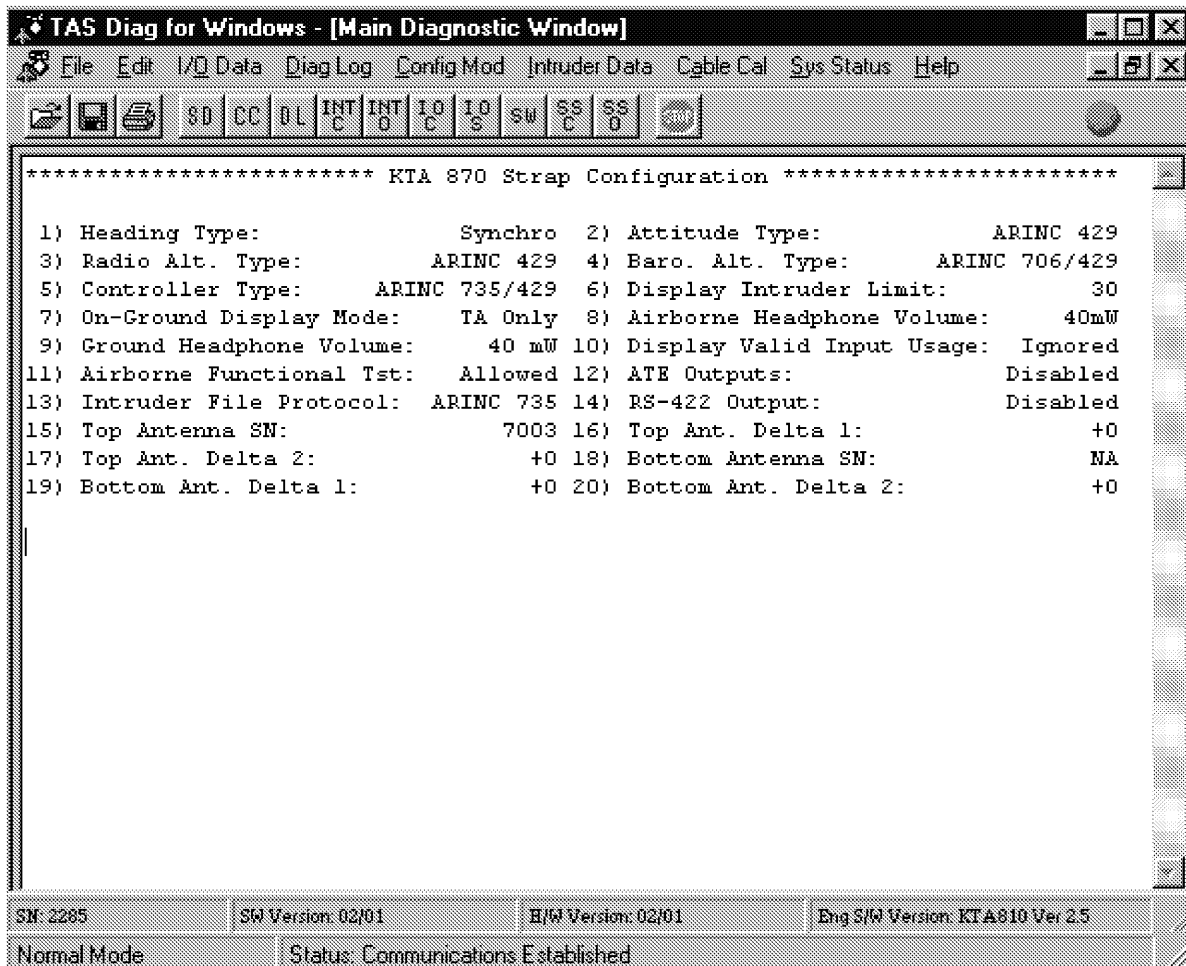 TAS Diag for Windows - [Main Diagnostic Window]
File Edit I/O Data Diag Log Config Mod Intruder Data Cable Cal Sys Status Help
SD CC DL INT C INT O IO C IO S SW SS C SS O STOP
************************* KTA 870 Strap Configuration ************************
1) Heading Type: Synchro 2) Attitude Type: ARINC 429
3) Radio Alt. Type: ARINC 429 4) Baro. Alt. Type: ARINC 706/429
5) Controller Type: ARINC 735/429 6) Display Intruder Limit: 30
7) On-Ground Display Mode: TA Only 8) Airborne Headphone Volume: 40mW
9) Ground Headphone Volume: 40 mW 10) Display Valid Input Usage: Ignored
11) Airborne Functional Tst: Allowed 12) ATE Outputs: Disabled
13) Intruder File Protocol: ARINC 735 14) RS-422 Output: Disabled
15) Top Antenna SN: 7003 16) Top Ant. Delta 1: +0
17) Top Ant. Delta 2: +0 18) Bottom Antenna SN: NA
19) Bottom Ant. Delta 1: +0 20) Bottom Ant. Delta 2: +0
SN: 2285 SW Version: 02/01 H/W Version: 02/01 Eng S/W Version: KTA810 Ver 2.5
Normal Mode Status: Communications Established